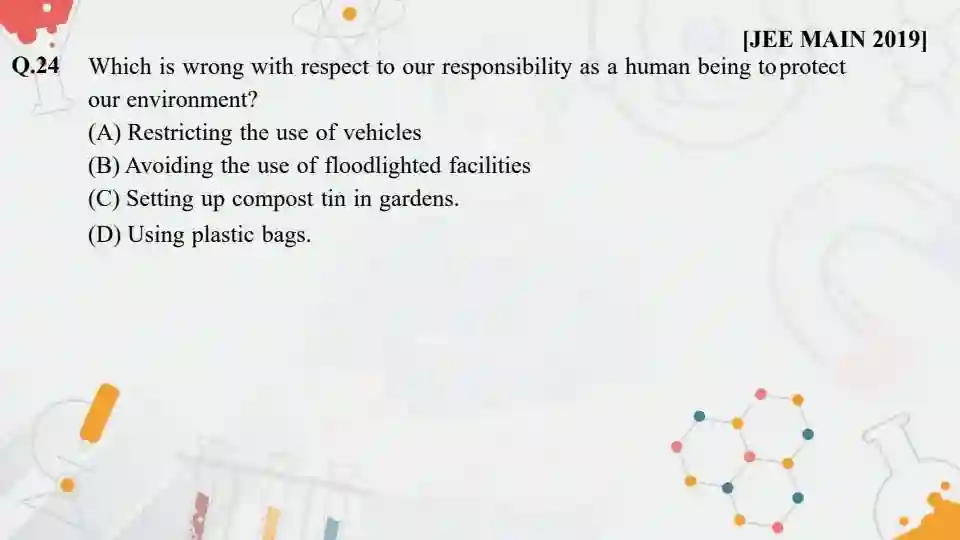 [JEE MAIN 2019]
Q.24 Which is wrong with respect to our responsibility as a human being to protect
our environment?
(A) Restricting the use of vehicles
(B) Avoiding the use of floodlighted facilities
(C) Setting up compost tin in gardens.
(D) Using plastic bags.